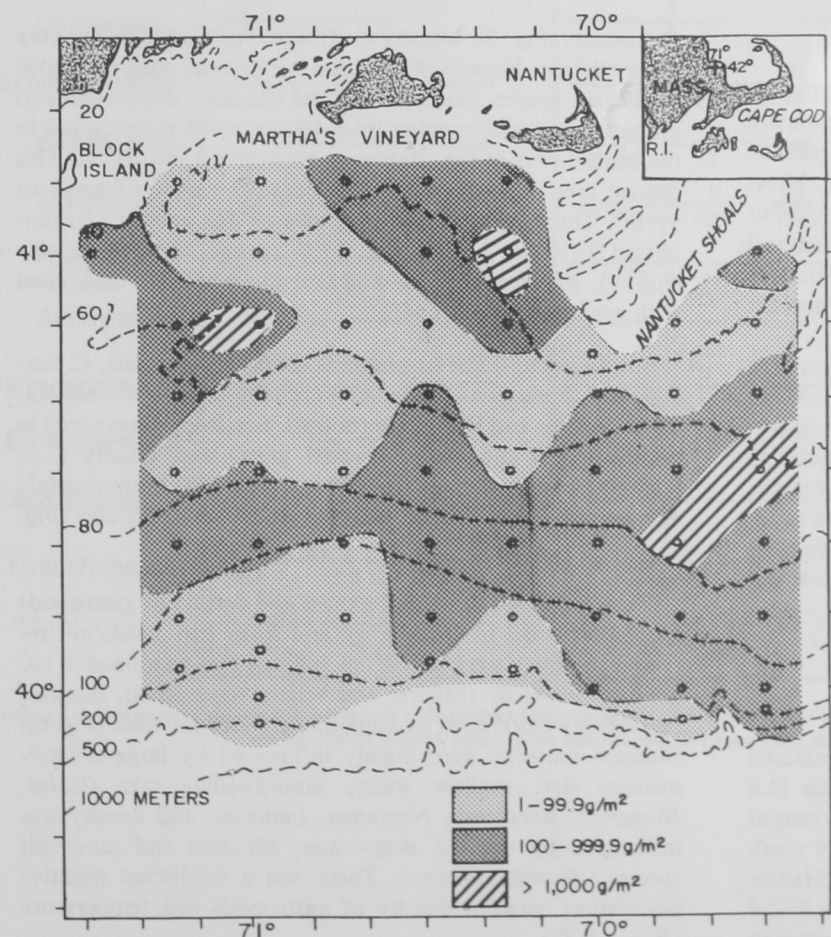 71°
70°
71°
42°
MASS
CAPE COD
R.I.
NANTUCKET
20
MARTHA'S VINEYARD
BLOCK
ISLAND
NANTUCKET SHOALS
41°
60
80
40°
100
200
500
1000 METERS
1-99.9g/m²
100-999.9g/m²
> 1,000g/m²
71°
70°